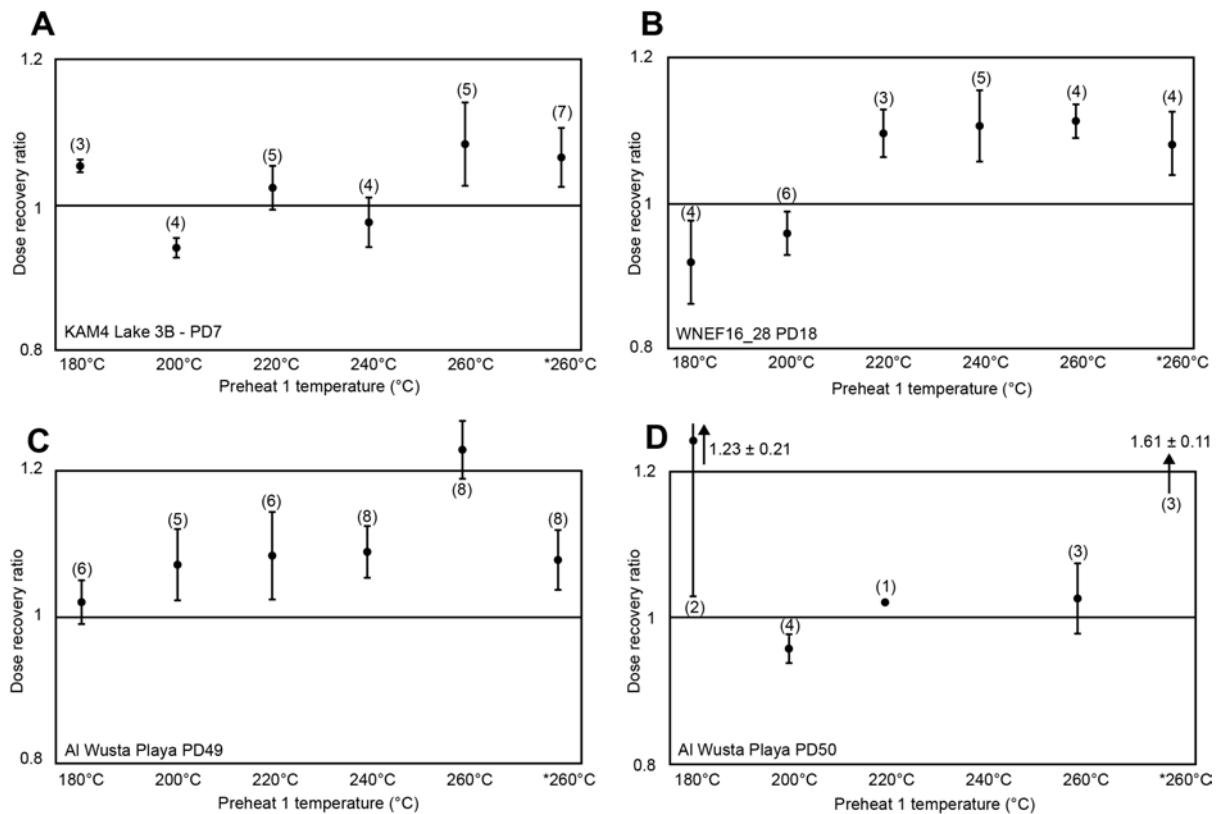 A
1.2
(3)
(4)
(5)
(4)
(5)
(7)
1
0.8
Dose recovery ratio
KAM4 Lake 3B - PD7
180°C 200°C 220°C 240°C 260°C *260°C
Preheat 1 temperature (°C)
B
1.2
(4)
(6)
(3)
(5)
(4)
(4)
1
0.8
Dose recovery ratio
WNEF16_28 PD18
180°C 200°C 220°C 240°C 260°C *260°C
Preheat 1 temperature (°C)
C
1.2
(6)
(5)
(6)
(8)
(8)
(8)
1
0.8
Dose recovery ratio
Al Wusta Playa PD49
180°C 200°C 220°C 240°C 260°C *260°C
Preheat 1 temperature (°C)
D
1.23 ± 0.21
1.61 ± 0.11
1.2
(2)
(4)
(1)
(3)
(3)
1
0.8
Dose recovery ratio
Al Wusta Playa PD50
180°C 200°C 220°C 240°C 260°C *260°C
Preheat 1 temperature (°C)